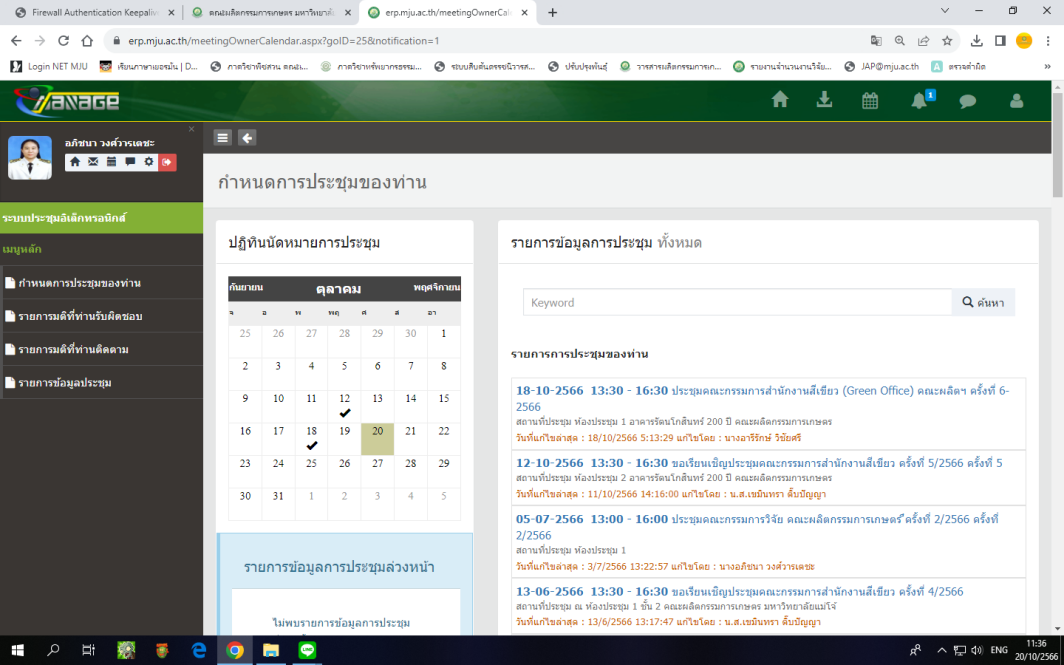 Firewall Authentication Keepaliv
คณะผลิตกรรมการเกษตร มหาวิทยาลั
erp.mju.ac.th/meetingOwnerCale
erp.mju.ac.th/meetingOwnerCalendar.aspx?goID=25&notification=1
Login NET MJU
เรียนภาษาเยอรมัน | D...
ภาควิชาพืชสวน คณะ...
ภาควิชาทรัพยากรธรรม...
ระบบสืบค้นตรรชนีวารส...
ปรับปรุงพันธุ์
วารสารผลิตกรรมการเก...
รายงานจำนวนงานวิจัย...
JAP@mju.ac.th
ตรวจคำผิด
»
Manage
1
อภิชนา วงศ์วารเตชะ
ระบบประชุมอิเล็กทรอนิกส์
เมนูหลัก
กำหนดการประชุมของท่าน
รายการมติที่ท่านรับผิดชอบ
รายการมติที่ท่านติดตาม
รายการข้อมูลประชุม
กำหนดการประชุมของท่าน
ปฏิทินนัดหมายการประชุม
กันยายน ตุลาคม พฤศจิกายน
จ อ พ พฤ ศ ส อา
25 26 27 28 29 30 1
2 3 4 5 6 7 8
9 10 11 12 13 14 15
16 17 18 19 20 21 22
23 24 25 26 27 28 29
30 31 1 2 3 4 5
รายการข้อมูลการประชุมล่วงหน้า
ไม่พบรายการข้อมูลการประชุม
รายการข้อมูลการประชุม ทั้งหมด
Keyword
ค้นหา
รายการการประชุมของท่าน
18-10-2566 13:30 - 16:30 ประชุมคณะกรรมการสำนักงานสีเขียว (Green Office) คณะผลิตฯ ครั้งที่ 6-
2566
สถานที่ประชุม ห้องประชุม 1 อาคารรัตนโกสินทร์ 200 ปี คณะผลิตกรรมการเกษตร
วันที่แก้ไขล่าสุด : 18/10/2566 5:13:29 แก้ไขโดย : นางอารีรักษ์ วิชัยศรี
12-10-2566 13:30 - 16:30 ขอเรียนเชิญประชุมคณะกรรมการสำนักงานสีเขียว ครั้งที่ 5/2566 ครั้งที่ 5
สถานที่ประชุม ห้องประชุม 2 อาคารรัตนโกสินทร์ 200 ปี คณะผลิตกรรมการเกษตร
วันที่แก้ไขล่าสุด : 11/10/2566 14:16:00 แก้ไขโดย : น.ส.เขมินทรา ตั้บปัญญา
05-07-2566 13:00 - 16:00 ประชุมคณะกรรมการวิจัย คณะผลิตกรรมการเกษตร ครั้งที่ 2/2566 ครั้งที่
2/2566
สถานที่ประชุม ห้องประชุม 1
วันที่แก้ไขล่าสุด : 3/7/2566 13:22:57 แก้ไขโดย : นางอภิชนา วงศ์วารเตชะ
13-06-2566 13:30 - 16:30 ขอเรียนเชิญประชุมคณะกรรมการสำนักงานสีเขียว ครั้งที่ 4/2566
สถานที่ประชุม ณ ห้องประชุม 1 ชั้น 2 คณะผลิตกรรมการเกษตร มหาวิทยาลัยแม่โจ้
วันที่แก้ไขล่าสุด : 13/6/2566 13:17:47 แก้ไขโดย : น.ส.เขมินทรา ตั้บปัญญา
ENG
11:36
20/10/2566